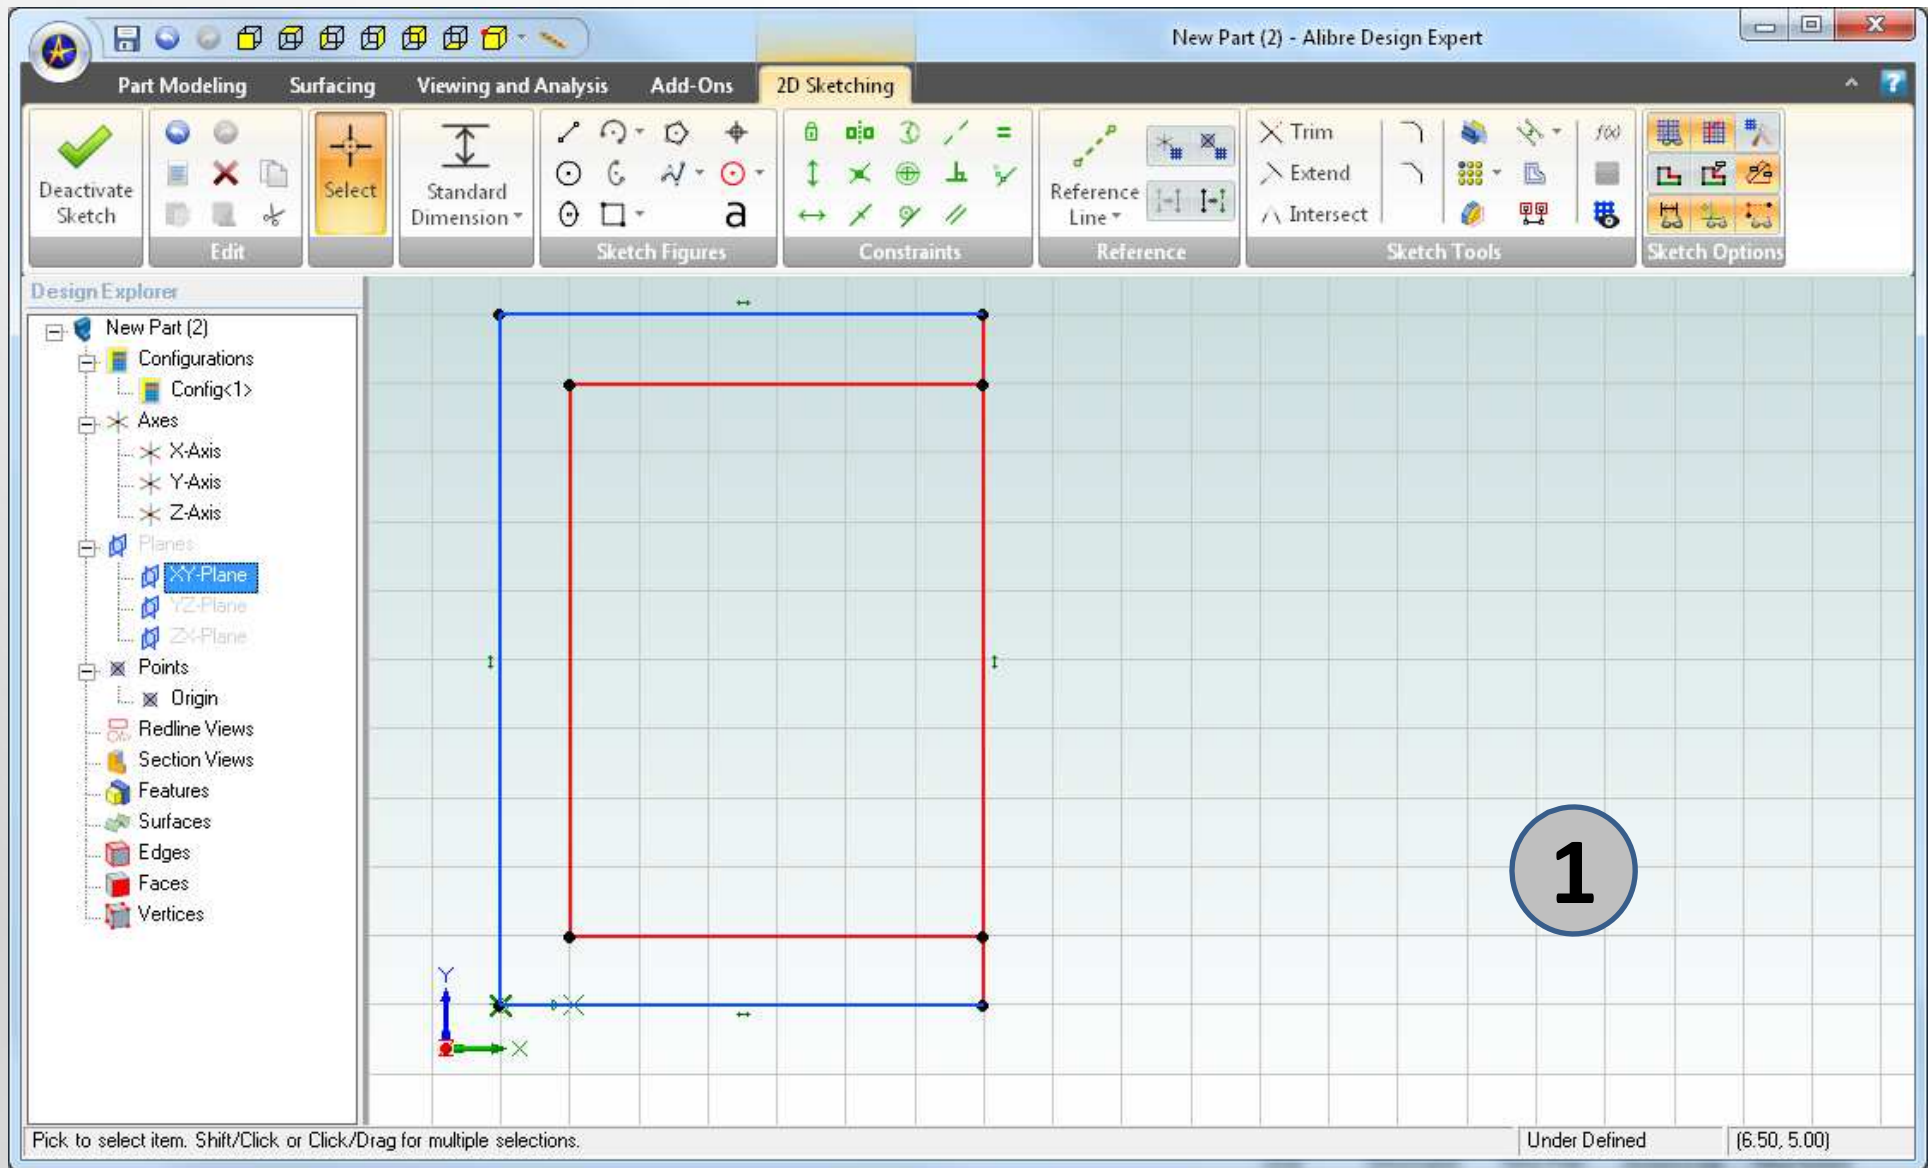 New Part (2) - Alibre Design Expert
Part Modeling Surfacing Viewing and Analysis Add-Ons 2D Sketching
Deactivate
Sketch
Edit
Select
Standard
Dimension
a
Sketch Figures
Constraints
Reference
Line
Reference
Trim
Extend
Intersect
f(x)
Sketch Tools
Sketch Options
Design Explorer
New Part (2)
Configurations
Config<1>
Axes
X-Axis
Y-Axis
Z-Axis
Planes
XY-Plane
YZ-Plane
ZX-Plane
Points
Origin
Redline Views
Section Views
Features
Surfaces
Edges
Faces
Vertices
Y
X
1
Pick to select item. Shift/Click or Click/Drag for multiple selections. Under Defined (6.50, 5.00)